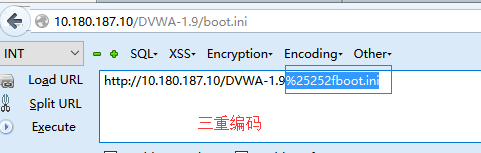 10.180.187.10/DVWA-1.9/boot.ini
INT SQL- XSS- Encryption- Encoding- Other-
Load URL http://10.180.187.10/DVWA-1.9%25252fboot.ini
Split URL
Execute 三重编码